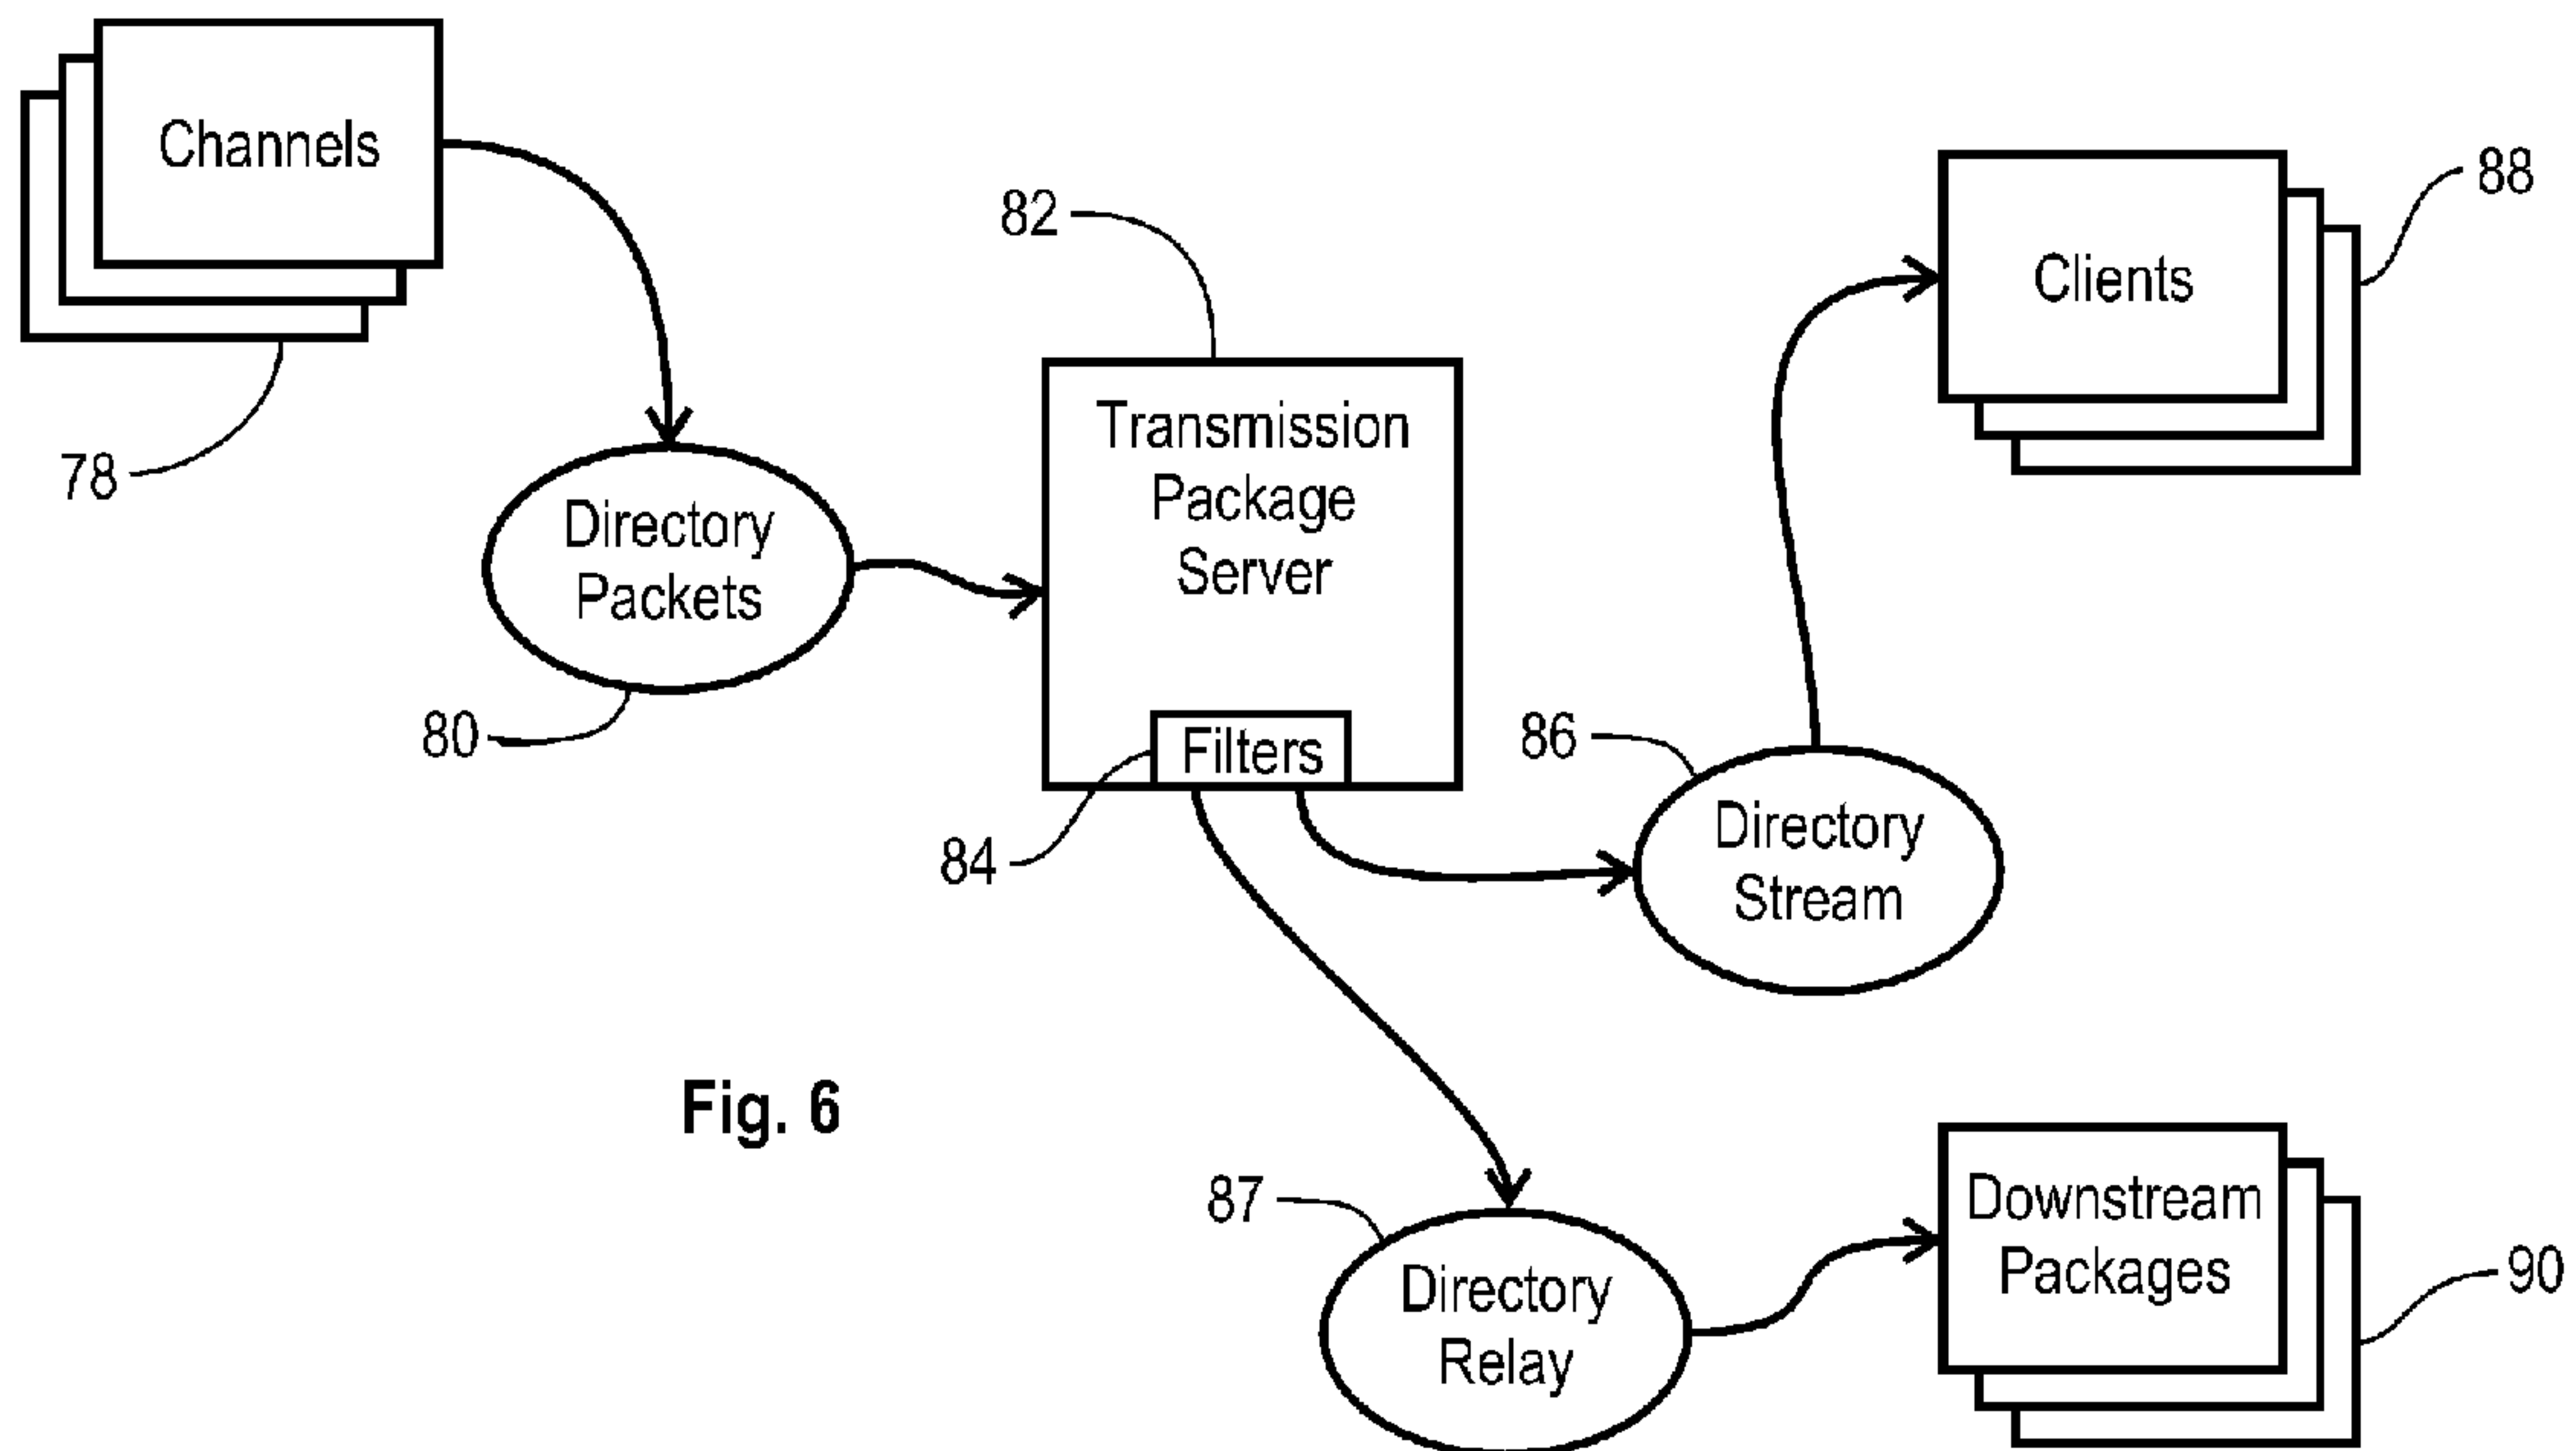 Channels
78
Directory
Packets
80
82
Transmission
Package
Server
Filters
84
Clients
88
86
Directory
Stream
87
Directory
Relay
Downstream
Packages
90
Fig. 6